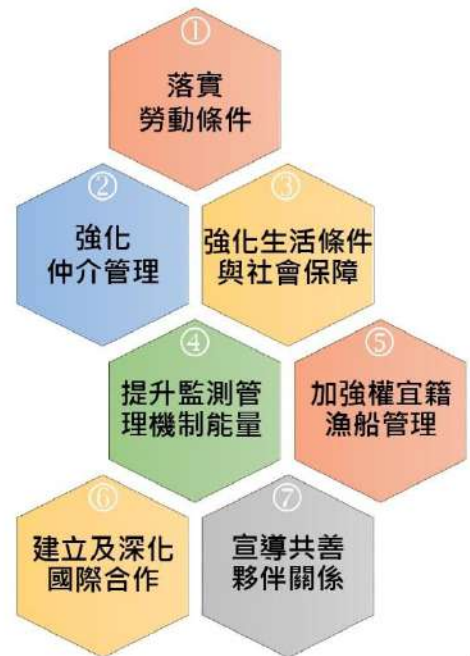 ①
落實
勞動條件
②
強化
仲介管理
③
強化生活條件
與社會保障
④
提升監測管
理機制能量
⑤
加強權宜籍
漁船管理
⑥
建立及深化
國際合作
⑦
宣導共善
夥伴關係